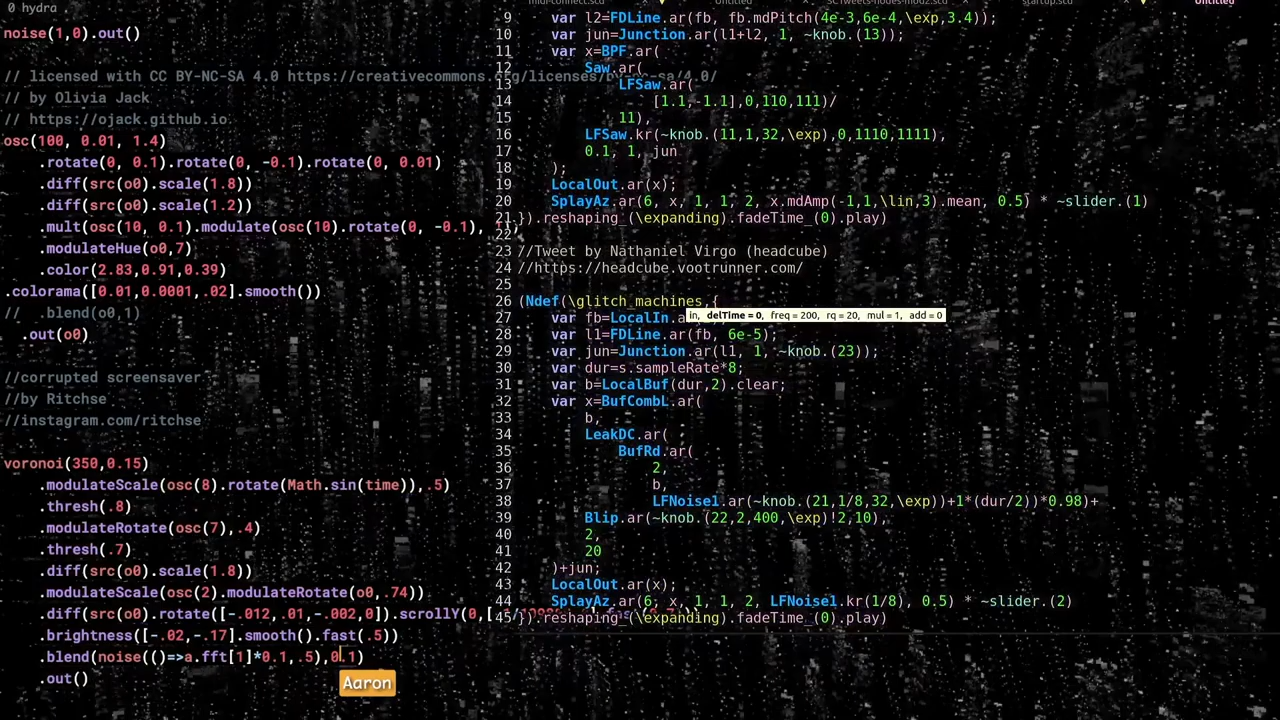 0 hydra
noise(1,0).out()
// licensed with CC BY-NC-SA 4.0 https://creativecommons.org/licenses/by-nc-sa/4.0/
// by Olivia Jack
// https://ojack.github.io
osc(100, 0.01, 1.4)
.rotate(0, 0.1).rotate(0, -0.1).rotate(0, 0.01)
.diff(src(o0).scale(1.8))
.diff(src(o0).scale(1.2))
.mult(osc(10, 0.1).modulate(osc(10).rotate(0, -0.1),
.modulateHue(o0,7)
.color(2.83,0.91,0.39)
.colorama([0.01,0.0001,.02].smooth())
// .blend(o0,1)
.out(o0)
//corrupted screensaver
//by Ritchse
//instagram.com/ritchse
voronoi(350,0.15)
.modulateScale(osc(8).rotate(Math.sin(time)),.5)
.thresh(.8)
.modulateRotate(osc(7),.4)
.thresh(.7)
.diff(src(o0).scale(1.8))
.modulateScale(osc(2).modulateRotate(o0,.74))
.diff(src(o0).rotate([-.012,.01,-.002,0]).scrollY(0,
.brightness([-.02,-.17].smooth().fast(.5))
.blend(noise(()=>a.fft[1]*0.1,.5),0.1)
.out()
Aaron
midi-connect.scd Untitled SCTweets-nodes-mod2.scd startup.scd Untitled
9 var l2=FDLine.ar(fb, fb.mdPitch(4e-3,6e-4,\exp,3.4));
10 var jun=Junction.ar(l1+l2, 1, ~knob.(13));
11 var x=BPF.ar(
12 Saw.ar(
13 LFSaw.ar(
14 [1.1,-1.1],0,110,111)/
15 11),
16 LFSaw.kr(~knob.(11,1,32,\exp),0,1110,1111),
17 0.1, 1, jun
18 );
19 LocalOut.ar(x);
20 SplayAz.ar(6, x, 1, 1, 2, x.mdAmp(-1,1,\lin,3).mean, 0.5) * ~slider.(1)
21 }).reshaping_(\expanding).fadeTime_(0).play)
22
23 //Tweet by Nathaniel Virgo (headcube)
24 //https://headcube.vootrunner.com/
25
26 (Ndef(\glitch_machines,{
in, delTime = 0, freq = 200, rq = 20, mul = 1, add = 0
27 var fb=LocalIn.a
28 var l1=FDLine.ar(fb, 6e-5);
29 var jun=Junction.ar(l1, 1, ~knob.(23));
30 var dur=s.sampleRate*8;
31 var b=LocalBuf(dur,2).clear;
32 var x=BufCombL.ar(
33 b,
34 LeakDC.ar(
35 BufRd.ar(
36 2,
37 b,
38 LFNoise1.ar(~knob.(21,1/8,32,\exp))+1*(dur/2))*0.98)+
39 Blip.ar(~knob.(22,2,400,\exp)!2,10),
40 2,
41 20
42 )+jun;
43 LocalOut.ar(x);
44 SplayAz.ar(6, x, 1, 1, 2, LFNoise1.kr(1/8), 0.5) * ~slider.(2)
45 }).reshaping_(\expanding).fadeTime_(0).play)